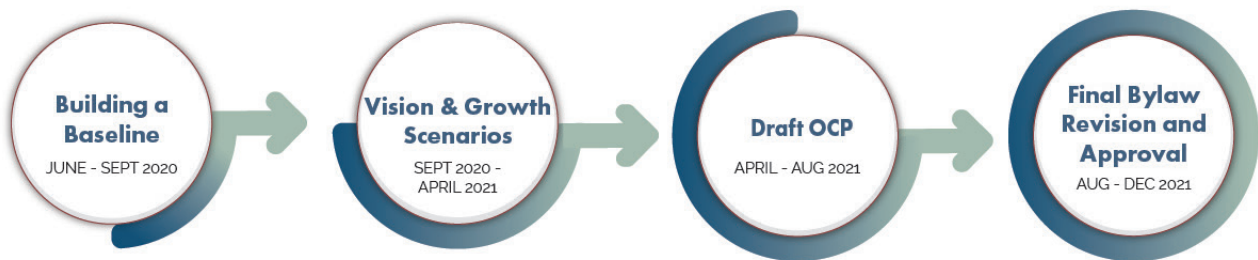 Building a
Baseline
JUNE - SEPT 2020
Vision & Growth
Scenarios
SEPT 2020 -
APRIL 2021
Draft OCP
APRIL - AUG 2021
Final Bylaw
Revision and
Approval
AUG - DEC 2021